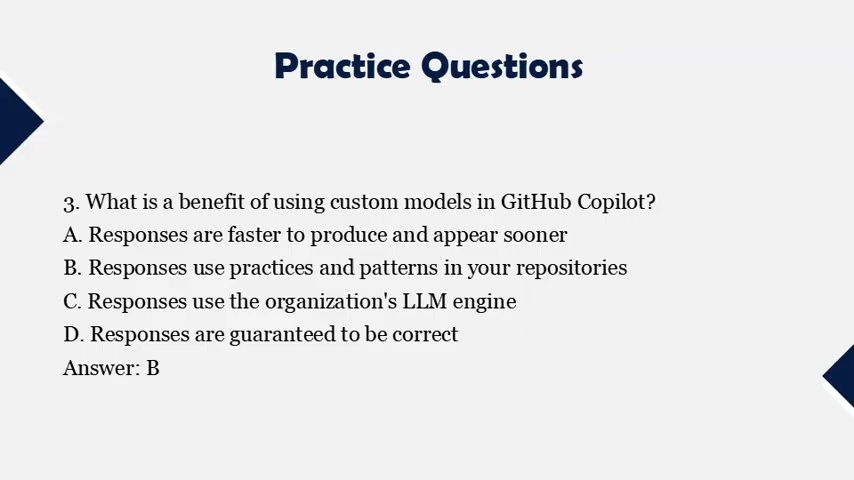 Practice Questions
3. What is a benefit of using custom models in GitHub Copilot?
A. Responses are faster to produce and appear sooner
B. Responses use practices and patterns in your repositories
C. Responses use the organization's LLM engine
D. Responses are guaranteed to be correct
Answer: B